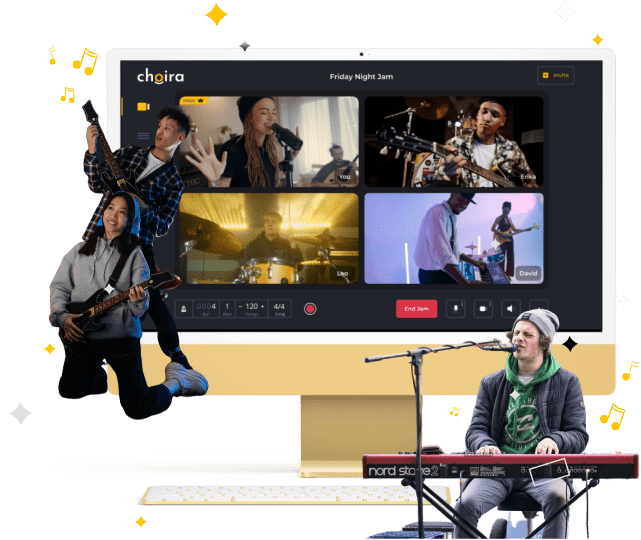 choira
Friday Night Jam
Invite
Host
You
Erika
Leo
David
0004 1 − 120 + 4/4
Bar Beat Tempo
End Jam
nord stage 2